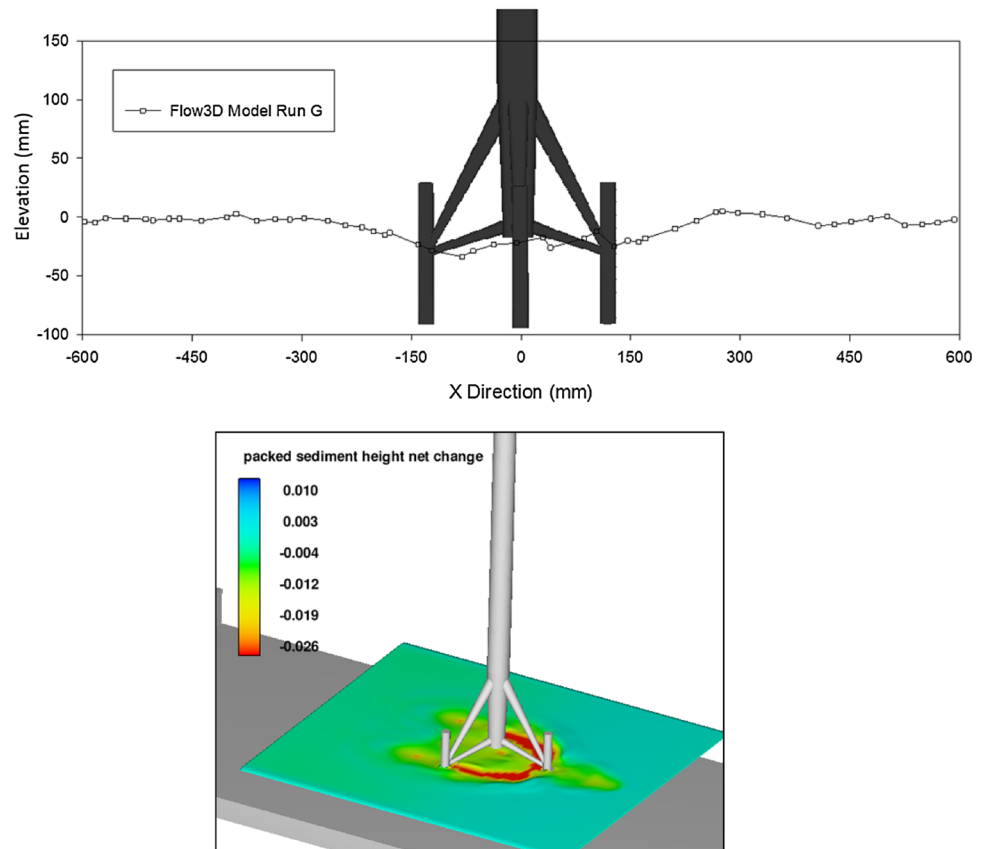 150
100
50
0
-50
-100
Elevation (mm)
Flow3D Model Run G
-600 -450 -300 -150 0 150 300 450 600
X Direction (mm)
packed sediment height net change
0.010
0.003
-0.004
-0.012
-0.019
-0.026